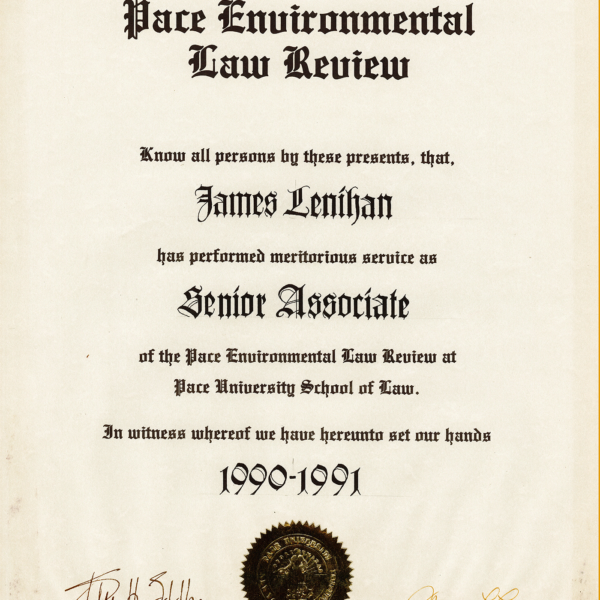 Pace Environmental
Law Review
Know all persons by these presents, that,
James Lenihan
has performed meritorious service as
Senior Associate
of the Pace Environmental Law Review at
Pace University School of Law.
In witness whereof we have hereunto set our hands
1990-1991